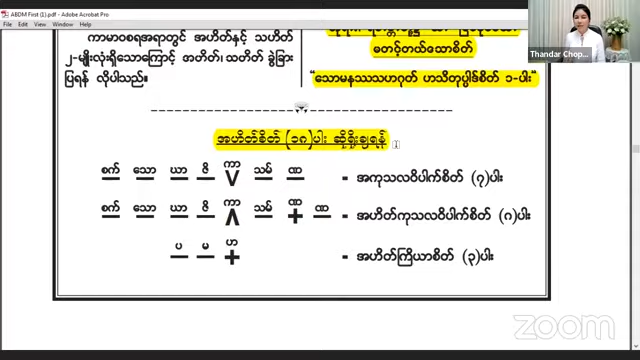 ABDM First (1).pdf - Adobe Acrobat Pro
File Edit View Window Help
ကာမာဝစရအရာတွင် အဟိတ်နှင့် သဟိတ်
၂-မျိုးလုံးရှိသောကြောင့် အဟိတ်၊ သဟိတ် ခွဲခြား
ပြရန် လိုပါသည်။
မတင့်တယ်သောစိတ်
"သောမနဿသဟဂုတ် ဟသိတုပ္ပါဒ်စိတ် ၁-ပါး"
Thandar Chop...
အဟိတ်စိတ် (၁၈)ပါး ဆိုရိုးချရန်
စက် သော ဃာ ဇိ ကာ သမ် ဏ
— — — — V — — - အကုသလဝိပါက်စိတ် (၇)ပါး
စက် သော ဃာ ဇိ ကာ သမ် ဏ ဏ
— — — — Λ — + — - အဟိတ်ကုသလဝိပါက်စိတ် (၈)ပါး
ပ မ ဟ
— — + - အဟိတ်ကြိယာစိတ် (၃)ပါး
zoom